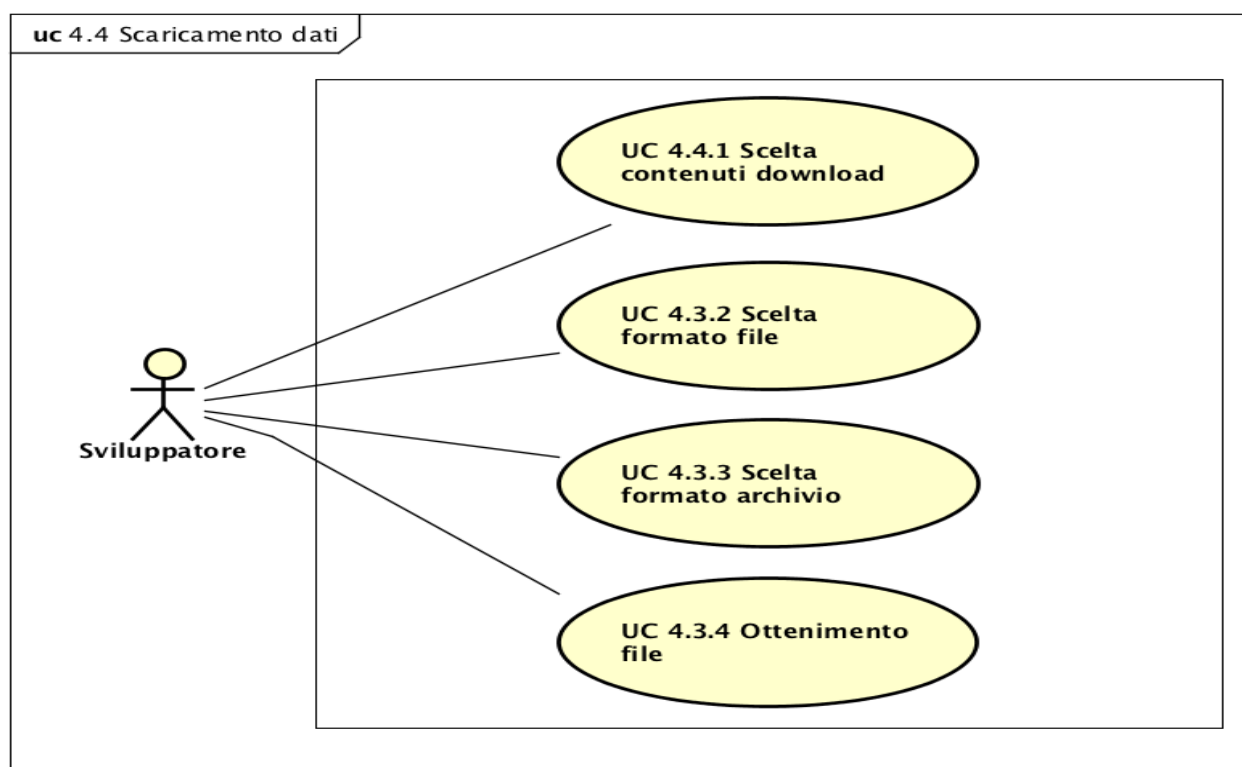 uc 4.4 Scaricamento dati
UC 4.4.1 Scelta
contenuti download
UC 4.3.2 Scelta
formato file
Sviluppatore
UC 4.3.3 Scelta
formato archivio
UC 4.3.4 Ottenimento
file